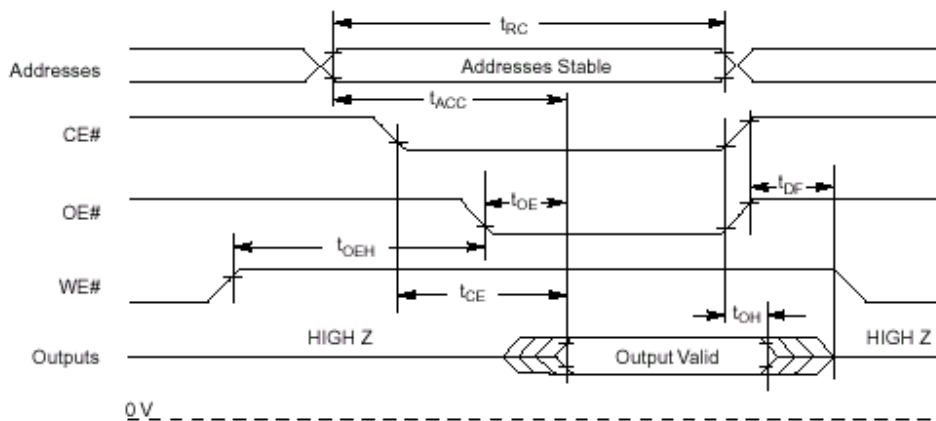 tRC
Addresses
Addresses Stable
tACC
CE#
tDF
OE#
tOE
tOEH
WE#
tCE
tOH
HIGH Z
HIGH Z
Outputs
Output Valid
0 V